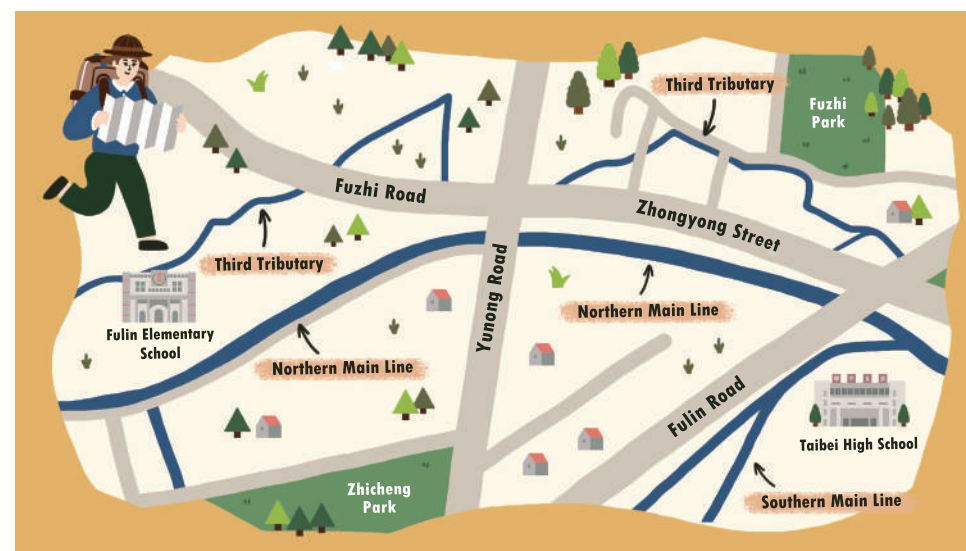 Third Tributary
Fuzhi
Park
Fuzhi Road
Zhongyong Street
Third Tributary
Yunong Road
Northern Main Line
Fulin Elementary
School
Northern Main Line
Fulin Road
Taibei High School
Zhicheng
Park
Southern Main Line